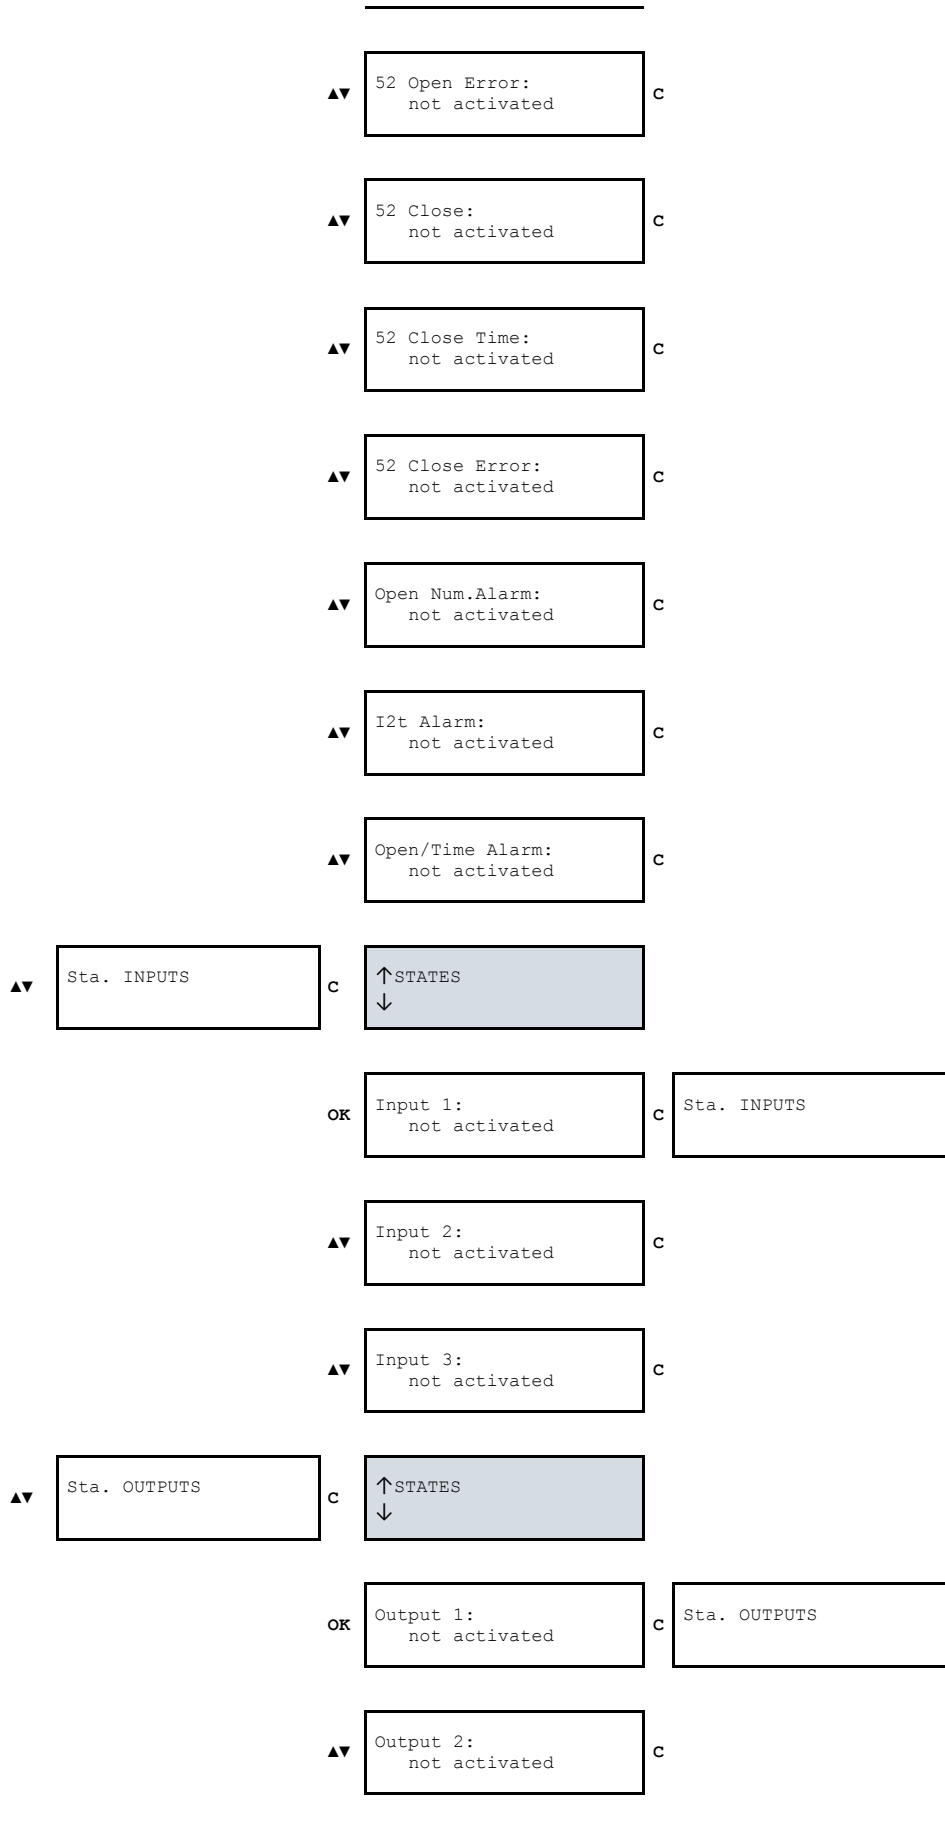 52 Open Error:
▲▼ C
not activated
52 Close:
▲▼ C
not activated
52 Close Time:
▲▼ C
not activated
52 Close Error:
▲▼ C
not activated
Open Num.Alarm:
▲▼ C
not activated
I2t Alarm:
▲▼ C
not activated
Open/Time Alarm:
▲▼ C
not activated
▲▼ Sta. INPUTS C ↑STATES
↓
OK Input 1: C Sta. INPUTS
not activated
▲▼ Input 2: C
not activated
▲▼ Input 3: C
not activated
▲▼ Sta. OUTPUTS C ↑STATES
↓
OK Output 1: C Sta. OUTPUTS
not activated
▲▼ Output 2: C
not activated